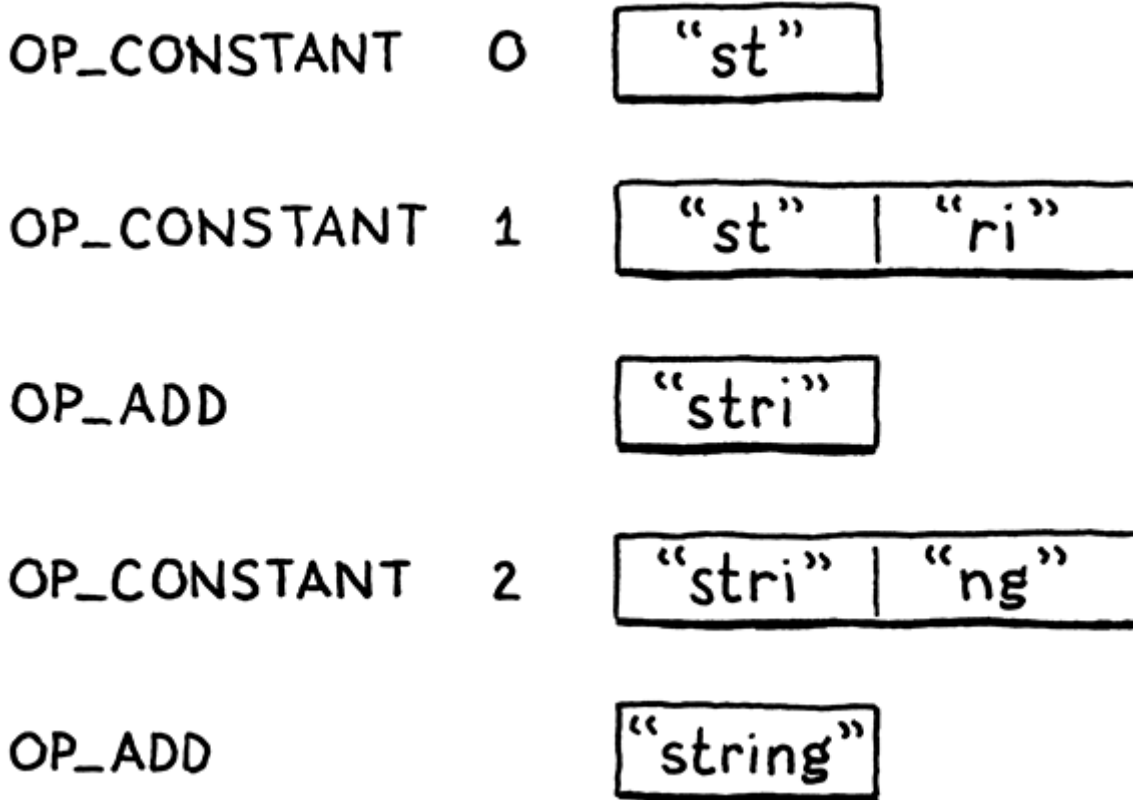 OP_CONSTANT 0 “st”
OP_CONSTANT 1 “st” “ri”
OP_ADD “stri”
OP_CONSTANT 2 “stri” “ng”
OP_ADD “string”